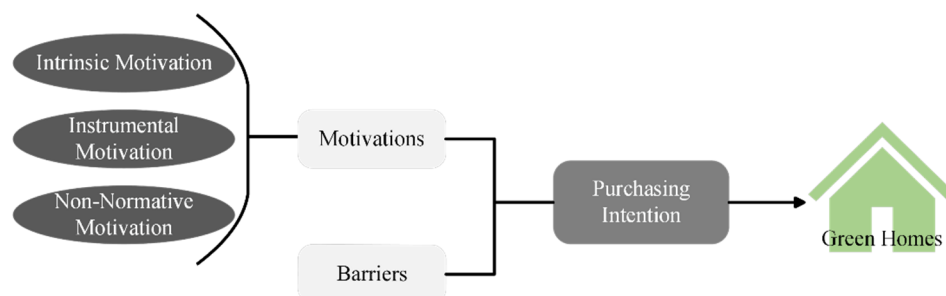 Intrinsic Motivation
Instrumental
Motivation
Non-Normative
Motivation
Motivations
Barriers
Purchasing
Intention
Green Homes